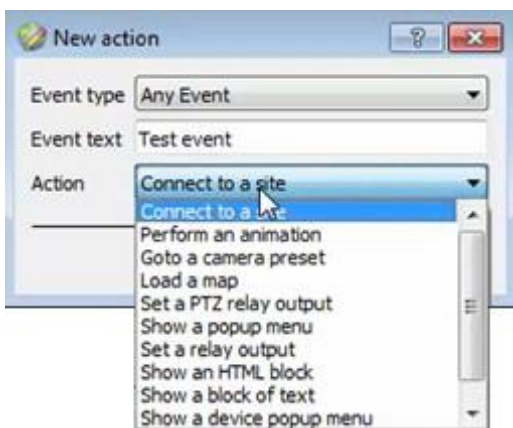 New action
?
Event type Any Event
Event text Test event
Action Connect to a site
Connect to a
Perform an animation
Goto a camera preset
Load a map
Set a PTZ relay output
Show a popup menu
Set a relay output
Show an HTML block
Show a block of text
Show a device popup menu